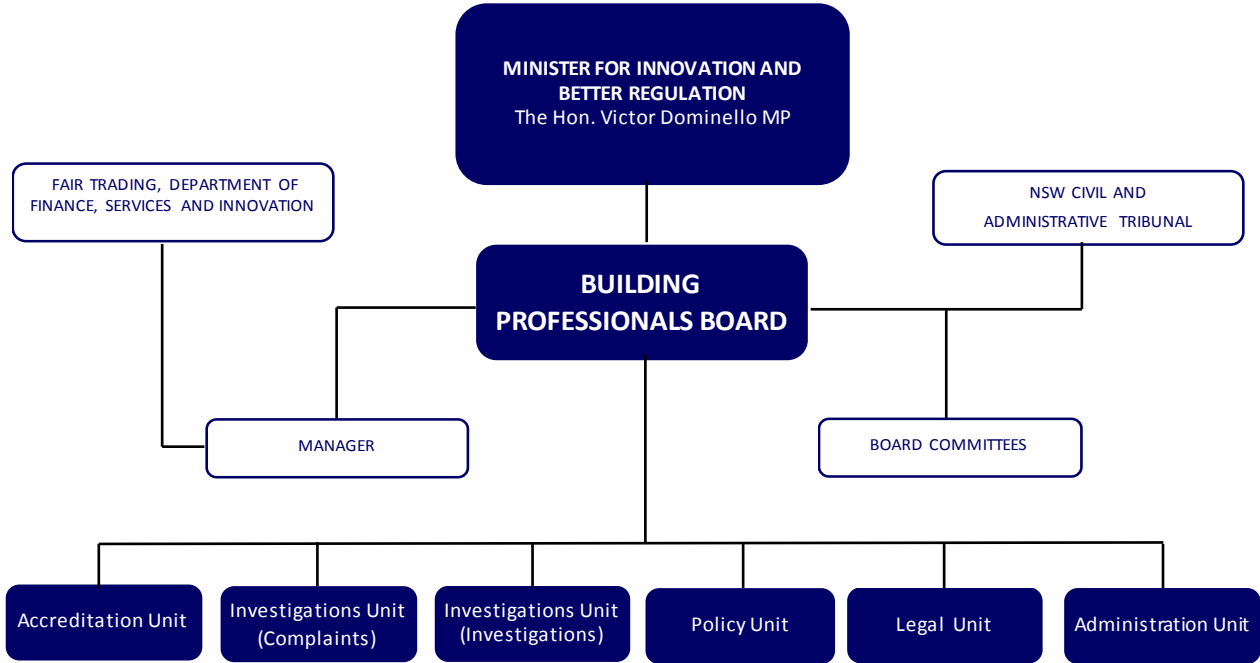 MINISTER FOR INNOVATION AND
BETTER REGULATION
The Hon. Victor Dominello MP
FAIR TRADING, DEPARTMENT OF
FINANCE, SERVICES AND INNOVATION
NSW CIVIL AND
ADMINISTRATIVE TRIBUNAL
BUILDING
PROFESSIONALS BOARD
MANAGER
BOARD COMMITTEES
Accreditation Unit
Investigations Unit
(Complaints)
Investigations Unit
(Investigations)
Policy Unit
Legal Unit
Administration Unit